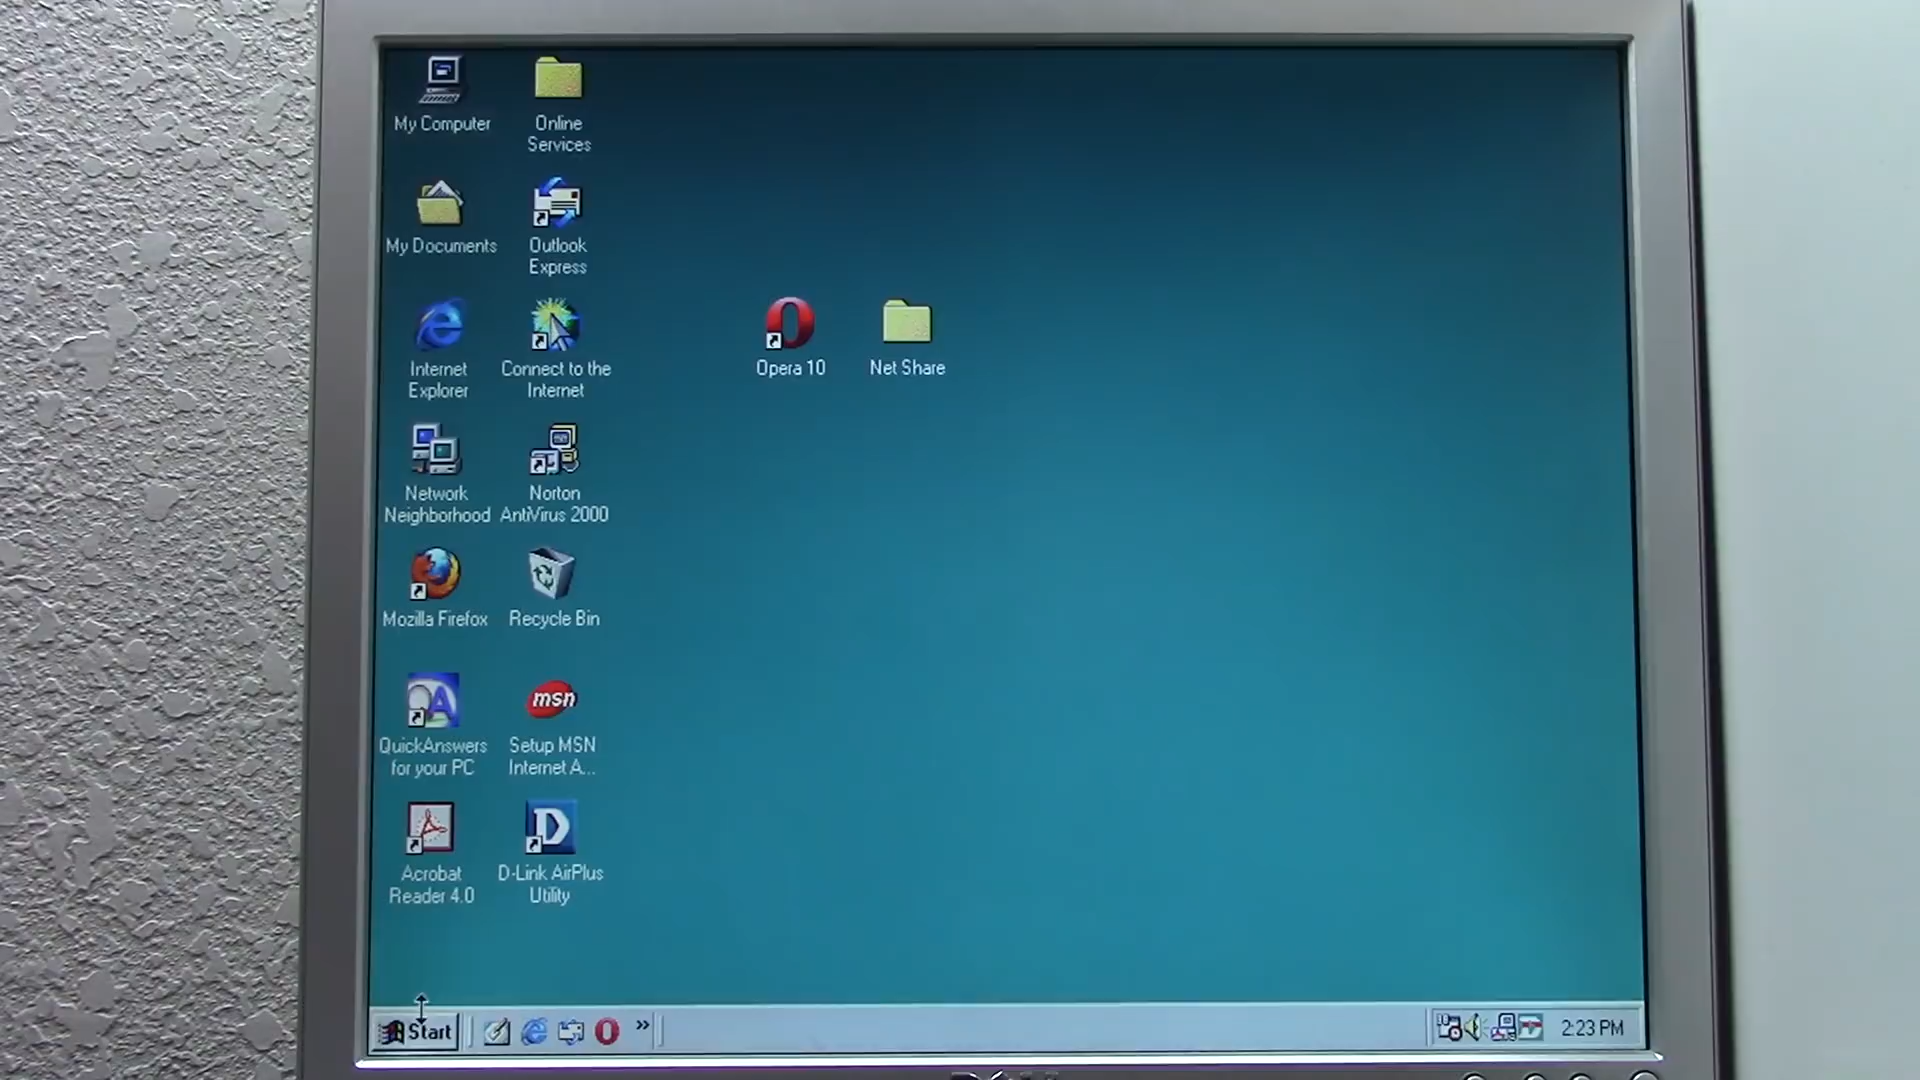 My Computer
Online
Services
My Documents
Outlook
Express
Internet
Explorer
Connect to the
Internet
Opera 10
Net Share
Network
Neighborhood
Norton
AntiVirus 2000
Mozilla Firefox
Recycle Bin
QuickAnswers
for your PC
msn
Setup MSN
Internet A...
Acrobat
Reader 4.0
D-Link AirPlus
Utility
Start
2:23 PM